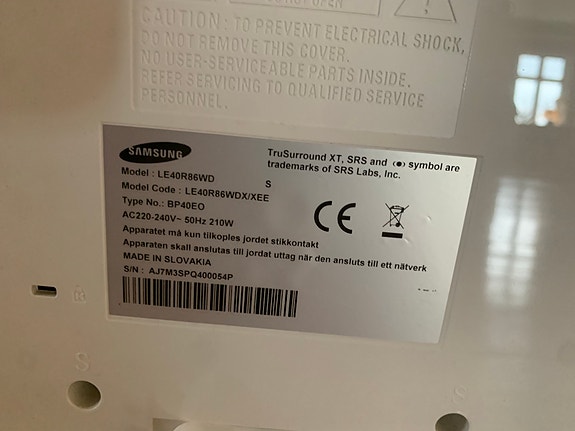 CAUTION: TO PREVENT ELECTRICAL SHOCK,
DO NOT REMOVE THIS COVER.
NO USER-SERVICEABLE PARTS INSIDE.
REFER SERVICING TO QUALIFIED SERVICE
PERSONNEL.
SAMSUNG
TruSurround XT, SRS and (●) symbol are
trademarks of SRS Labs, Inc.
Model : LE40R86WD
S
Model Code : LE40R86WDX/XEE
Type No.: BP40EO
AC220-240V~ 50Hz 210W
CE
Apparatet må kun tilkoples jordet stikkontakt
Apparaten skall anslutas till jordat uttag när den ansluts till ett nätverk
MADE IN SLOVAKIA
S/N : AJ7M3SPQ400054P
S
S